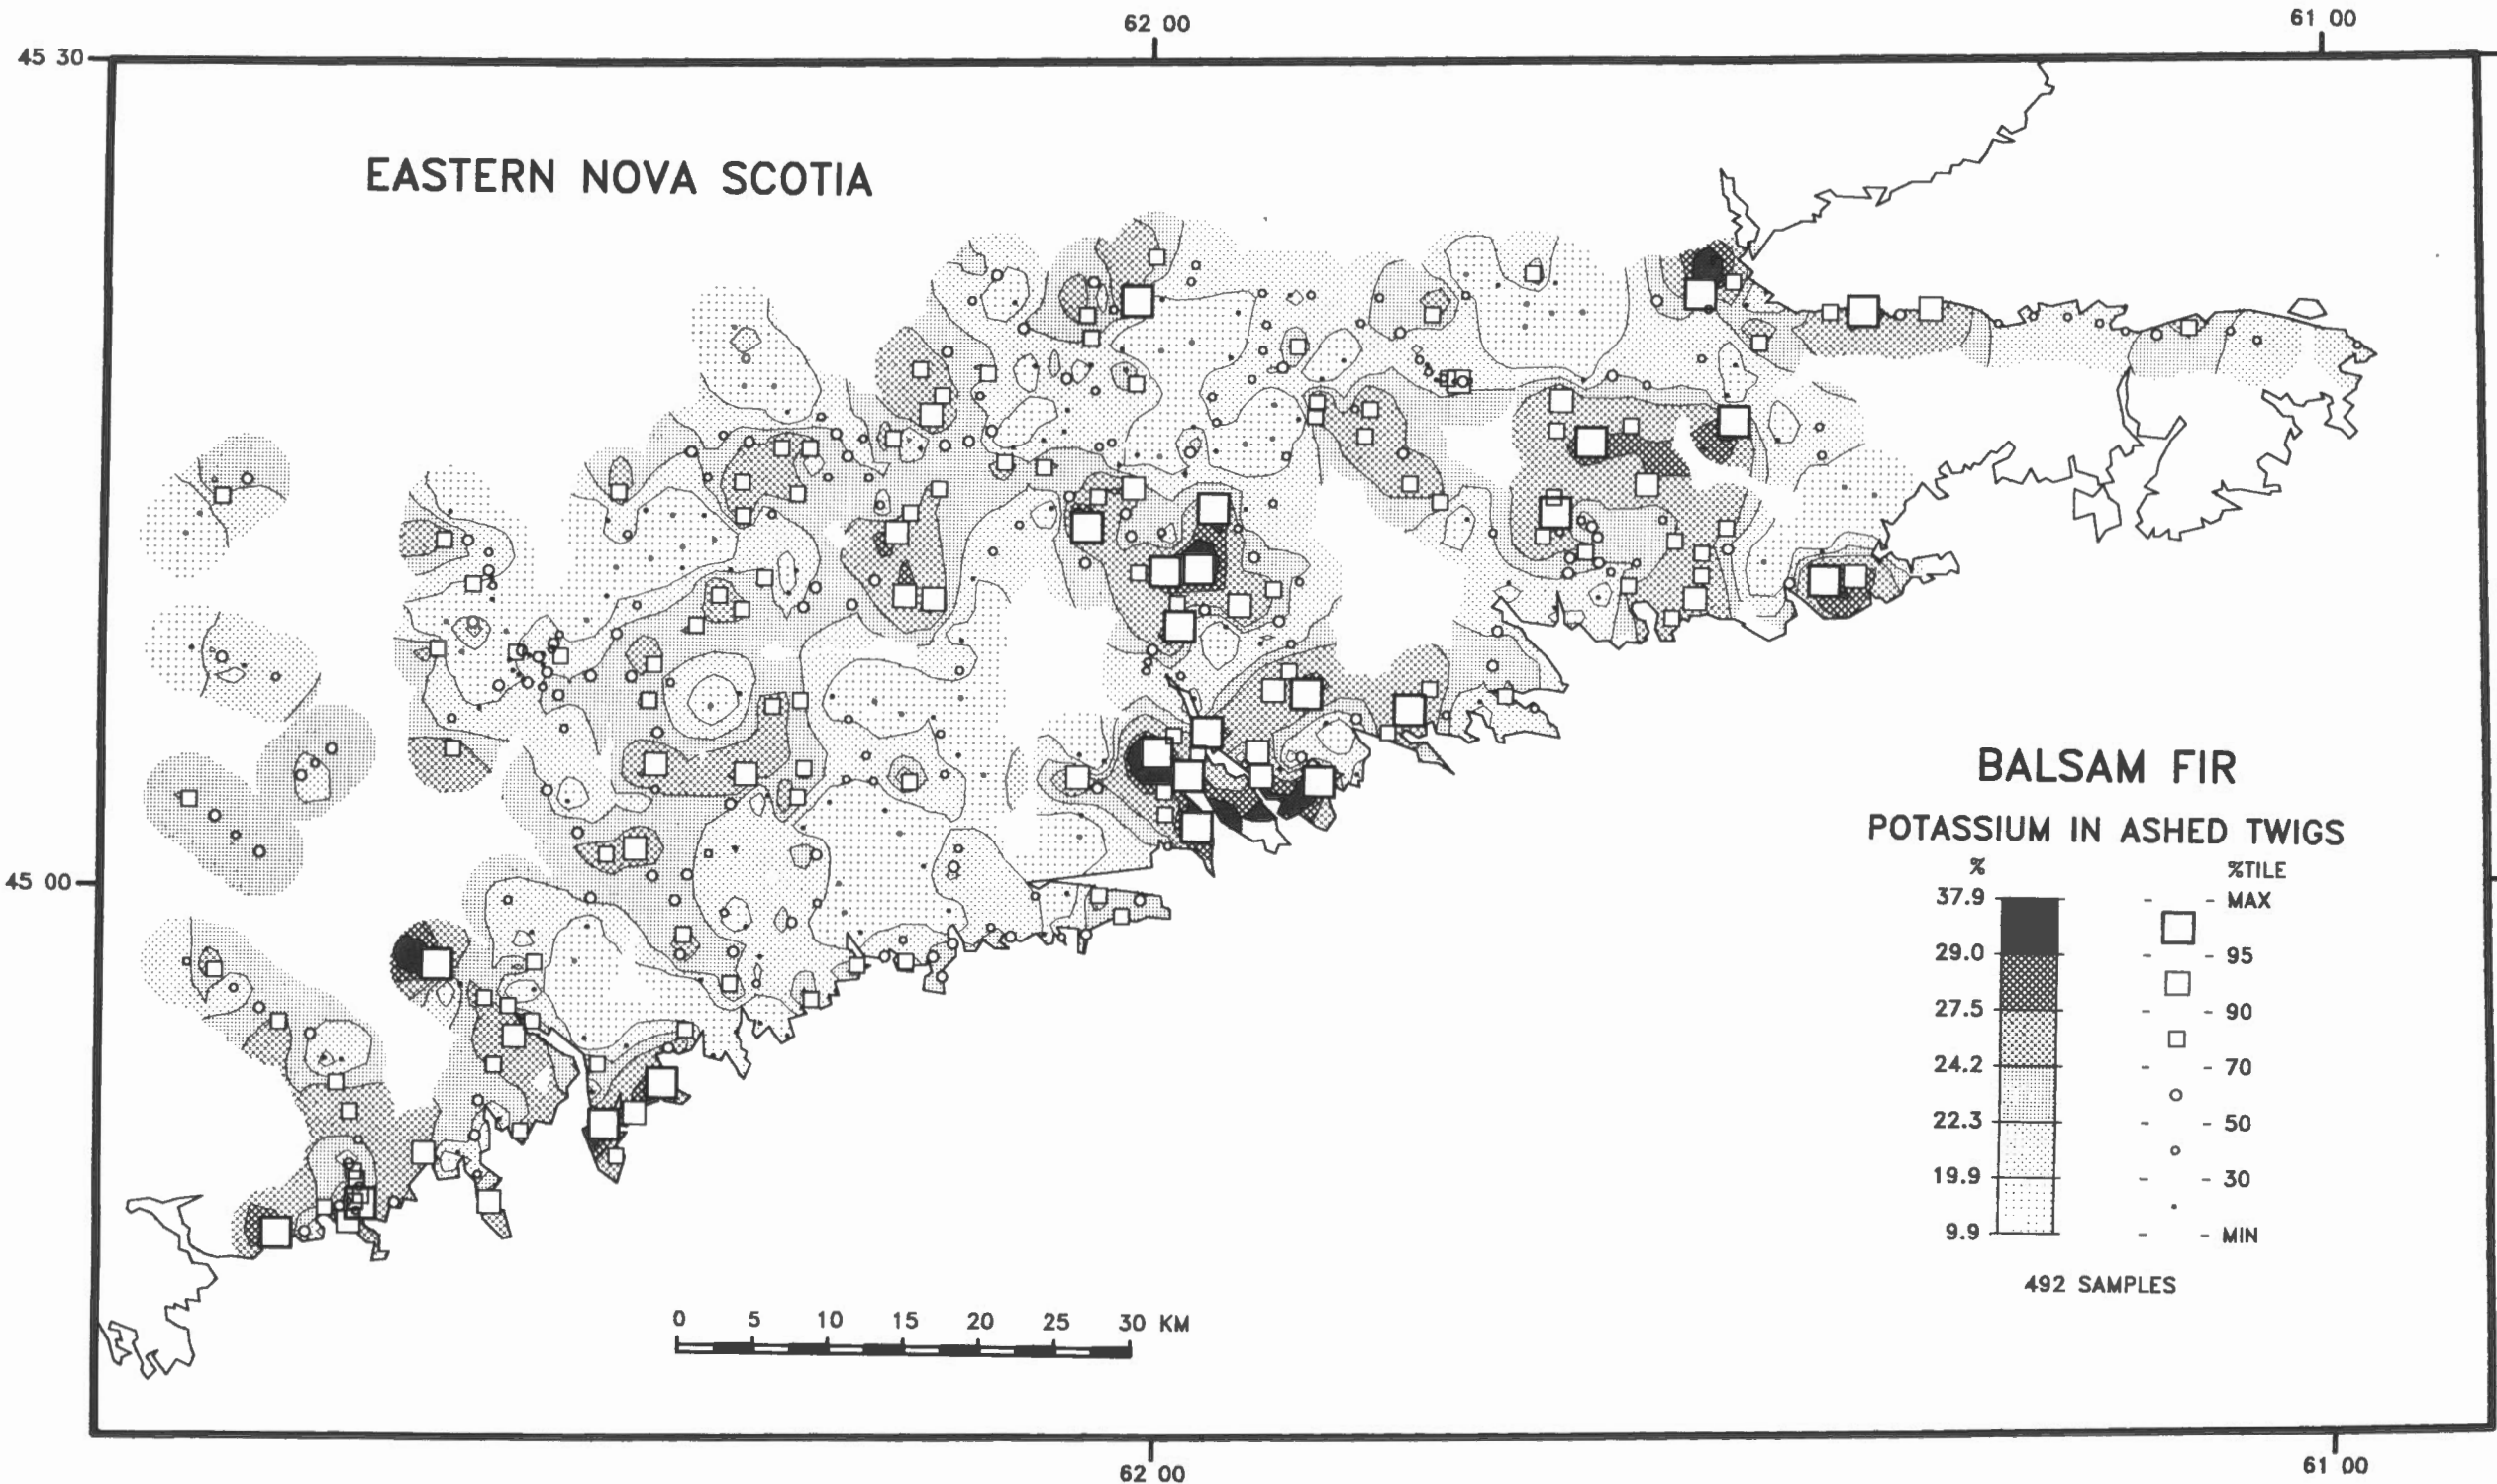 62 00
61 00
45 30
EASTERN NOVA SCOTIA
BALSAM FIR
POTASSIUM IN ASHED TWIGS
% %TILE
37.9 - - MAX
29.0 - - 95
27.5 - - 90
24.2 - - 70
22.3 - - 50
19.9 - - 30
9.9 - - MIN
45 00
492 SAMPLES
0 5 10 15 20 25 30 KM
62 00
61 00